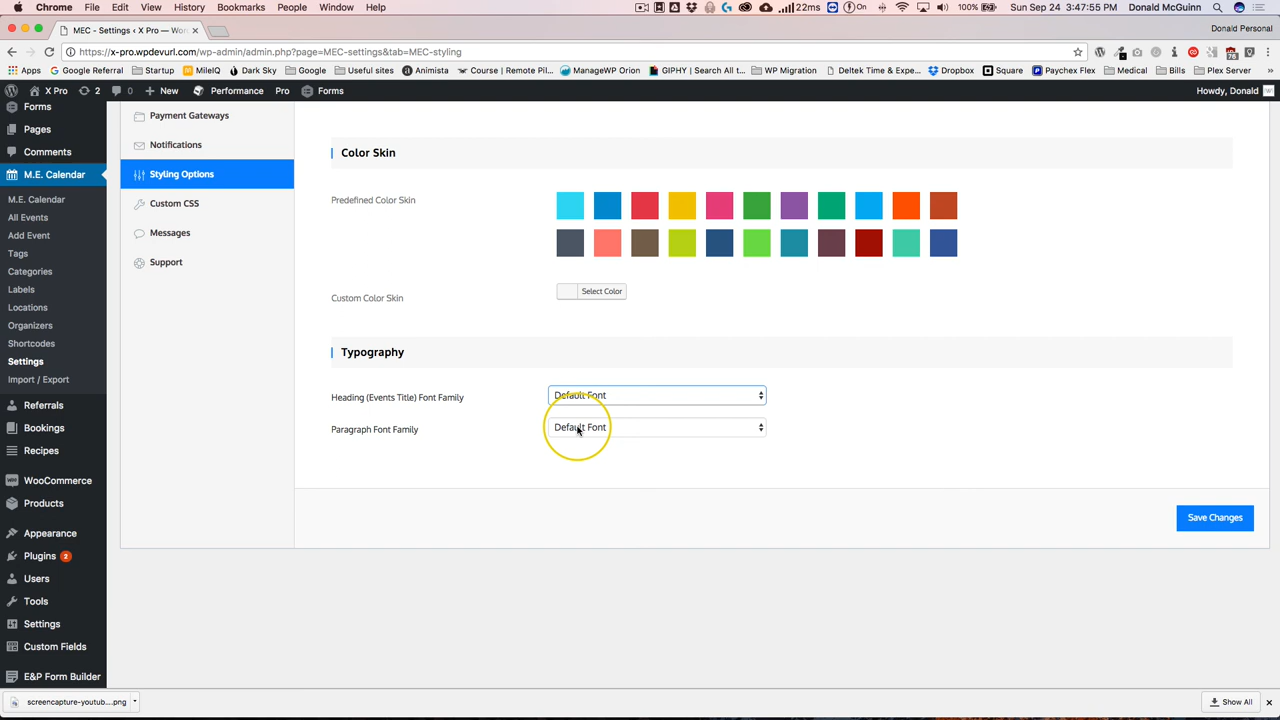 Chrome File Edit View History Bookmarks People Window Help
22ms On 100% Sun Sep 24 3:47:55 PM Donald McGuinn
MEC - Settings ‹ X Pro — Wor
Donald Personal
https://x-pro.wpdevurl.com/wp-admin/admin.php?page=MEC-settings&tab=MEC-styling
Apps Google Referral Startup MileIQ Dark Sky Google Useful sites Animista Course | Remote Pil... ManageWP Orion GIPHY | Search All t... WP Migration Deltek Time & Expe... Dropbox Square Paychex Flex Medical Bills Plex Server
X Pro 2 0 New Performance Pro Forms Howdy, Donald
Forms
Pages
Comments
M.E. Calendar
M.E. Calendar
All Events
Add Event
Tags
Categories
Labels
Locations
Organizers
Shortcodes
Settings
Import / Export
Referrals
Bookings
Recipes
WooCommerce
Products
Appearance
Plugins 2
Users
Tools
Settings
Custom Fields
E&P Form Builder
Payment Gateways
Notifications
Styling Options
Custom CSS
Messages
Support
Color Skin
Predefined Color Skin
Custom Color Skin Select Color
Typography
Heading (Events Title) Font Family Default Font
Paragraph Font Family Default Font
Save Changes
screencapture-youtub....png Show All